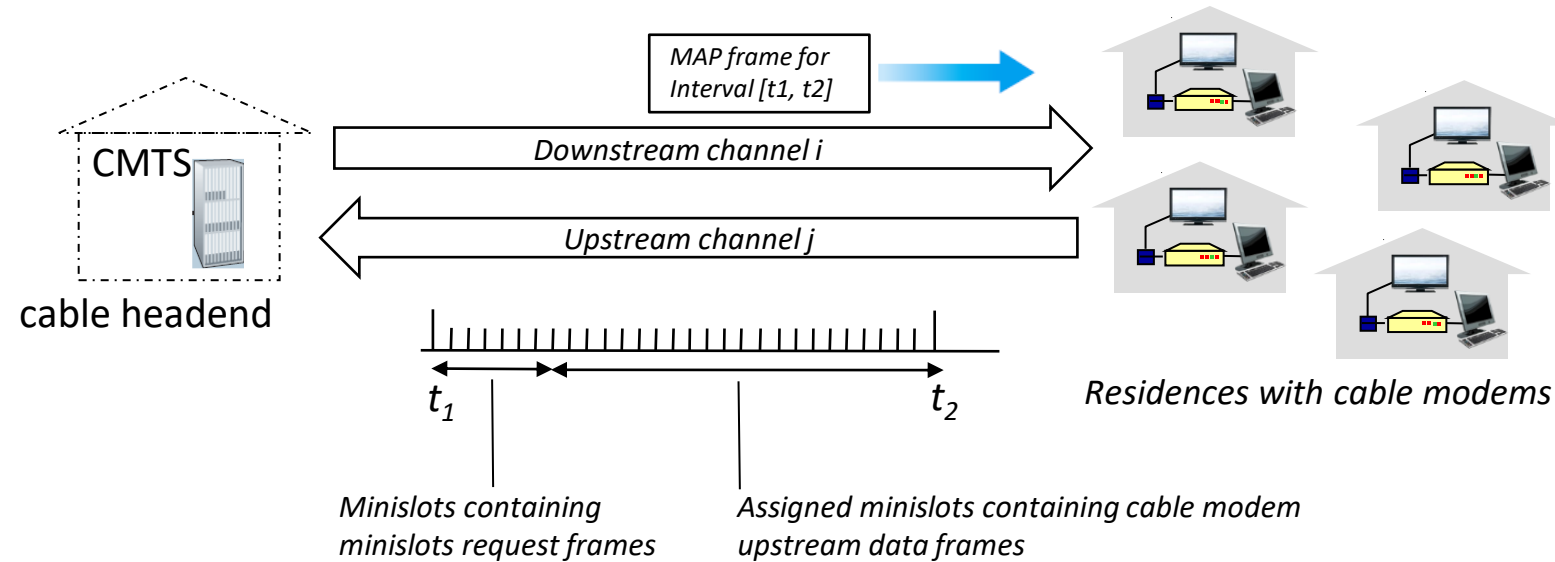 MAP frame for
Interval [t1, t2]
CMTS
Downstream channel i
Upstream channel j
cable headend
t1
t2
Residences with cable modems
Minislots containing
minislots request frames
Assigned minislots containing cable modem
upstream data frames